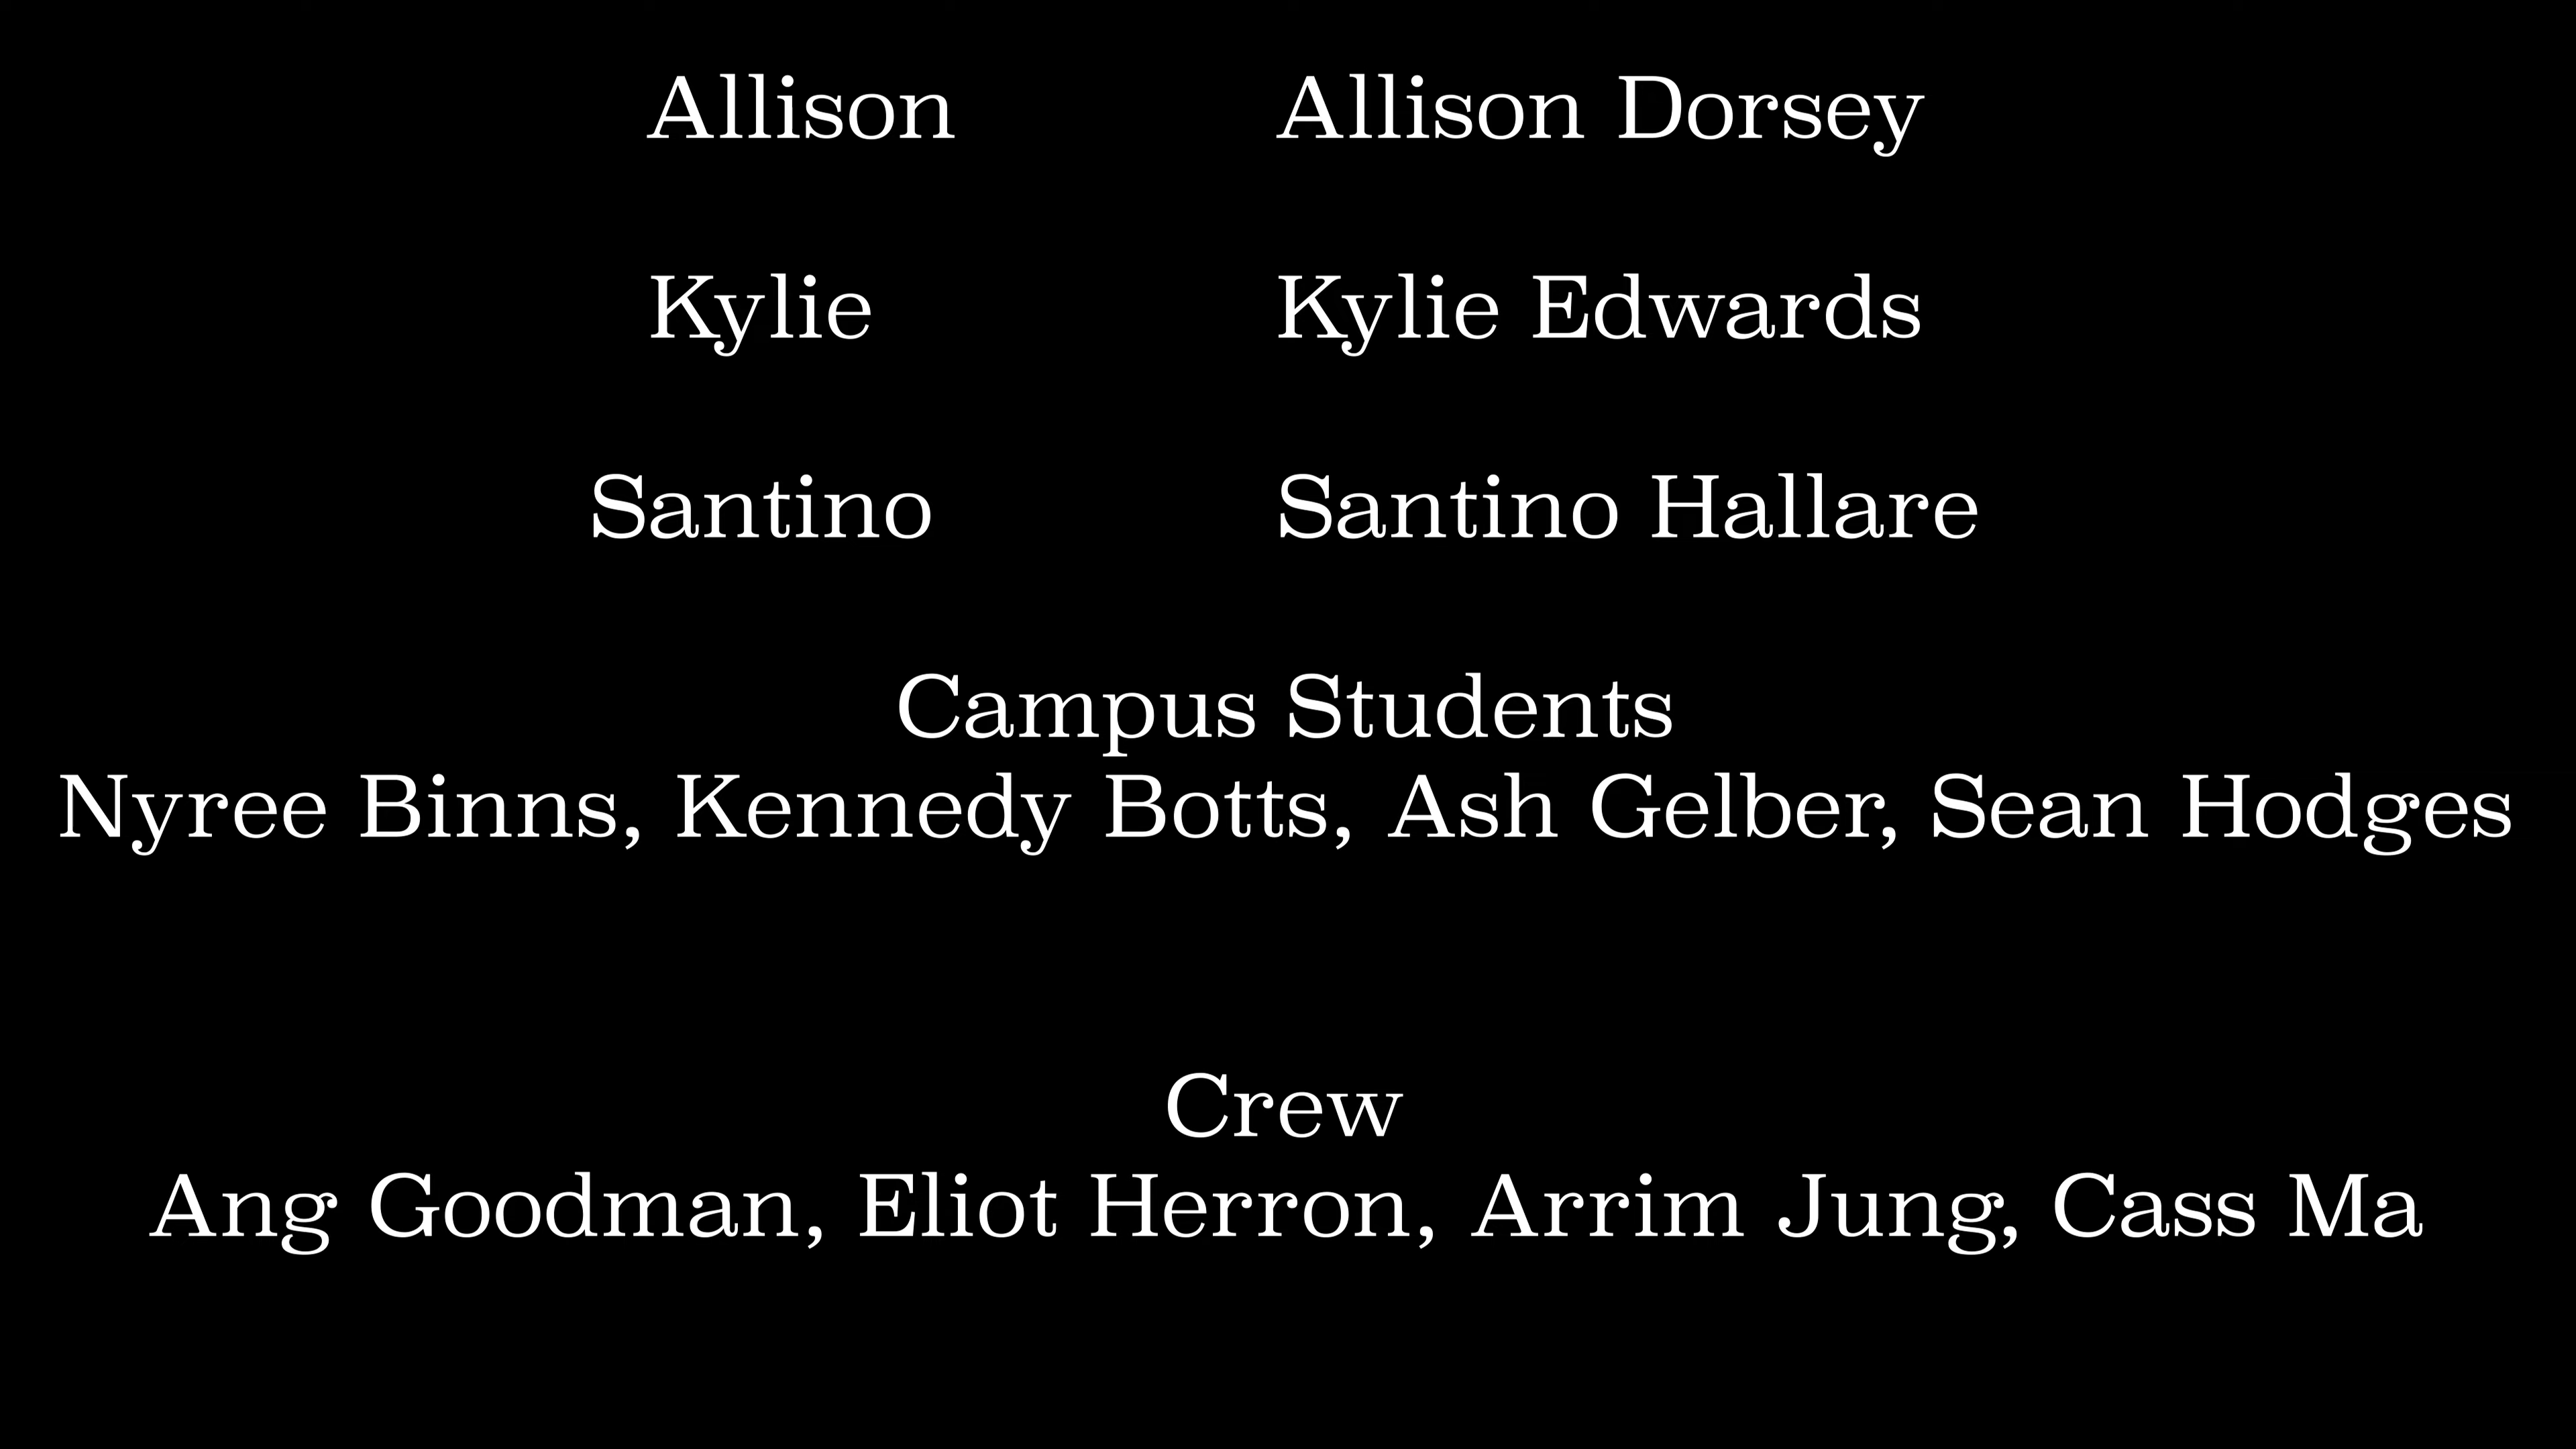 Allison Allison Dorsey
Kylie Kylie Edwards
Santino Santino Hallare
Campus Students
Nyree Binns, Kennedy Botts, Ash Gelber, Sean Hodges
Crew
Ang Goodman, Eliot Herron, Arrim Jung, Cass Ma